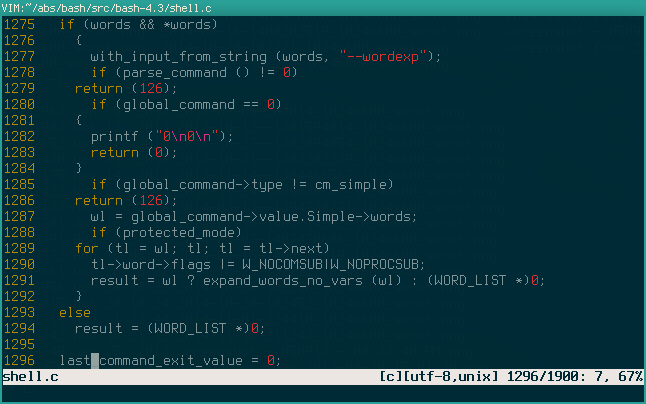 VIM:~/abs/bash/src/bash-4.3/shell.c
1275   if (words && *words)
1276     {
1277       with_input_from_string (words, "--wordexp");
1278       if (parse_command () != 0)
1279     return (126);
1280       if (global_command == 0)
1281     {
1282       printf ("0\n0\n");
1283       return (0);
1284     }
1285       if (global_command->type != cm_simple)
1286     return (126);
1287       wl = global_command->value.Simple->words;
1288       if (protected_mode)
1289     for (tl = wl; tl; tl = tl->next)
1290       tl->word->flags != W_NOCOMSUB|W_NOPROCSUB;
1291       result = wl ? expand_words_no_vars (wl) : (WORD_LIST *)0;
1292     }
1293   else
1294     result = (WORD_LIST *)0;
1295
1296   last_command_exit_value = 0;
shell.c [c][utf-8,unix] 1296/1900: 7, 67%